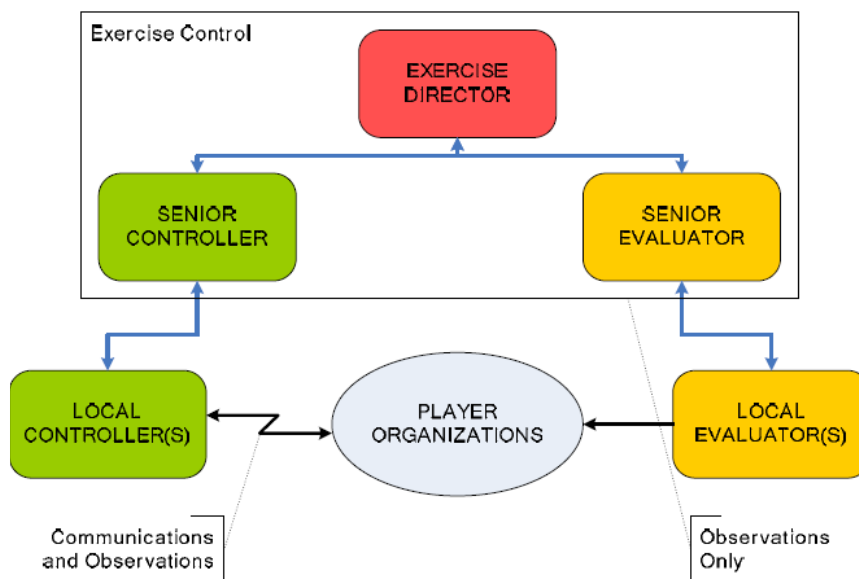 Exercise Control
EXERCISE
DIRECTOR
SENIOR
CONTROLLER
SENIOR
EVALUATOR
LOCAL
CONTROLLER(S)
PLAYER
ORGANIZATIONS
LOCAL
EVALUATOR(S)
Communications
and Observations
Observations
Only